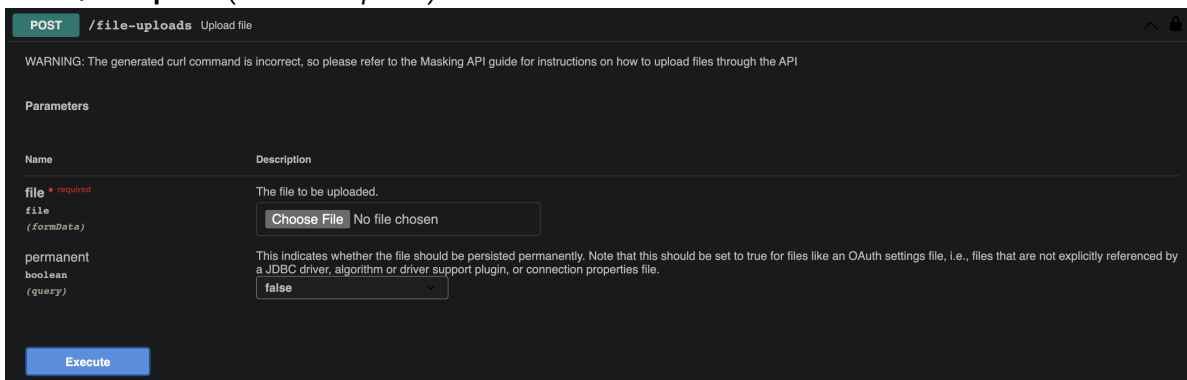 POST /file-uploads Upload file
WARNING: The generated curl command is incorrect, so please refer to the Masking API guide for instructions on how to upload files through the API
Parameters
Name Description
file * required The file to be uploaded.
file
(formData)
Choose File No file chosen
permanent This indicates whether the file should be persisted permanently. Note that this should be set to true for files like an OAuth settings file, i.e., files that are not explicitly referenced by
boolean a JDBC driver, algorithm or driver support plugin, or connection properties file.
(query) false
Execute